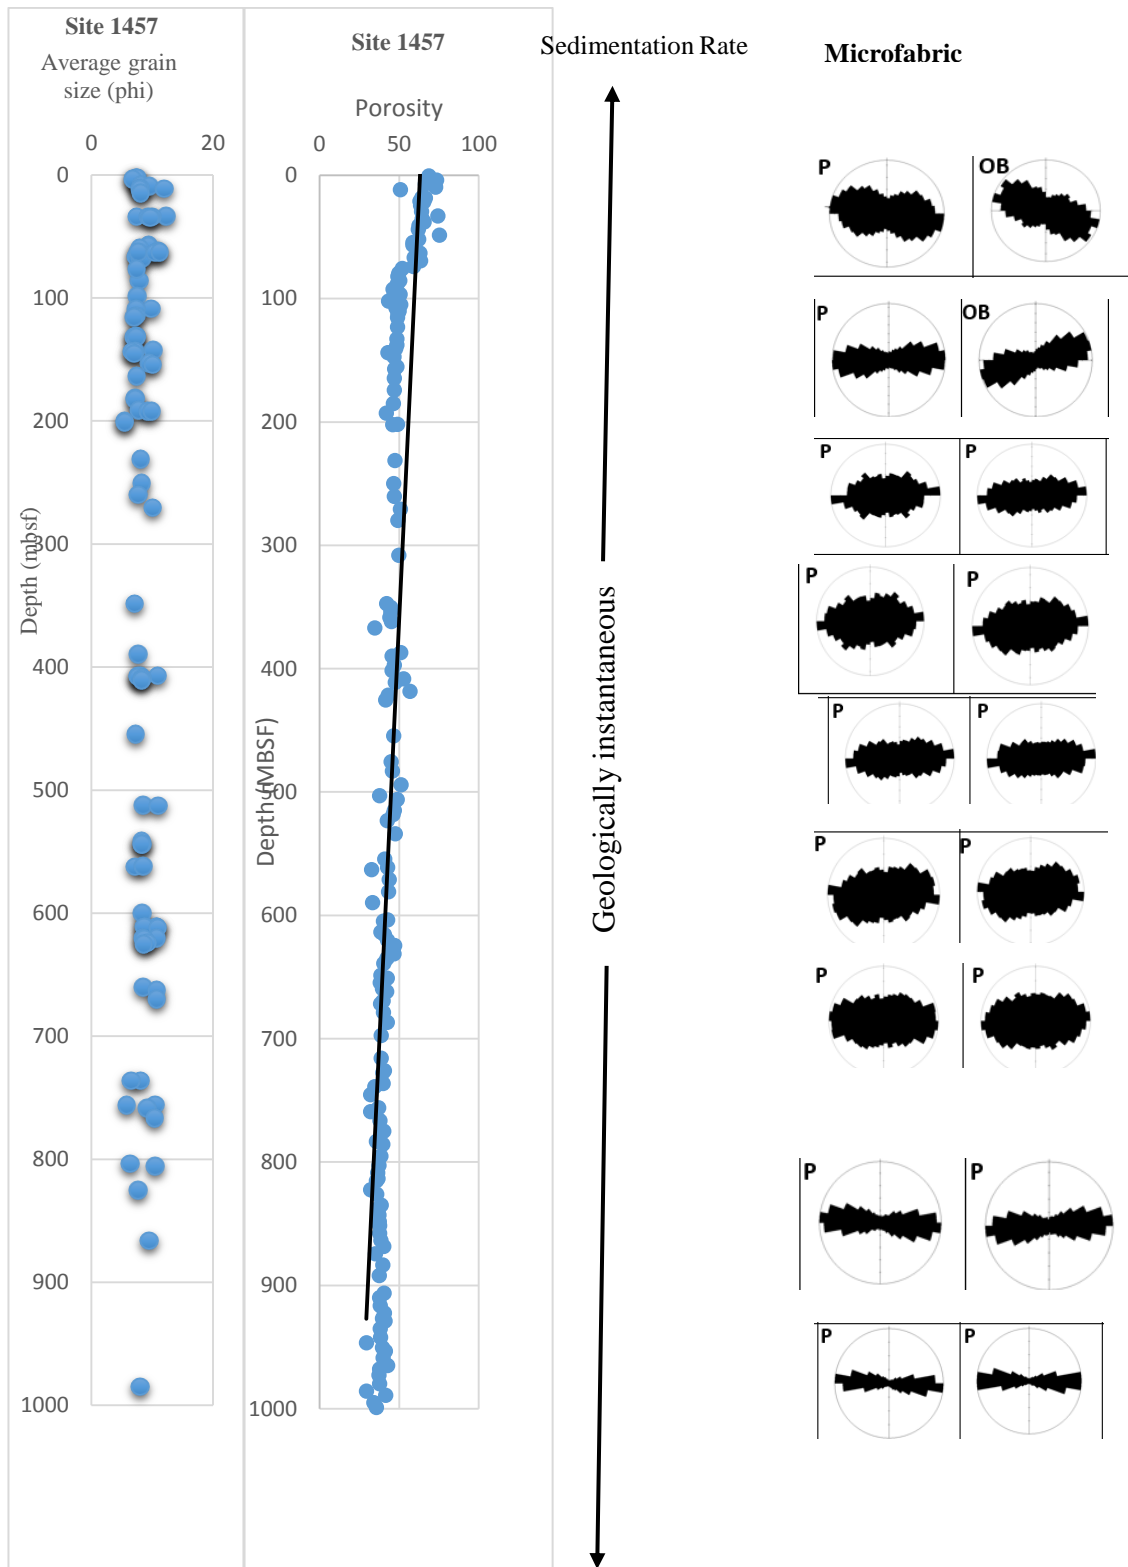 Site 1457
Average grain
size (phi)
0 20
0
100
200
300
400
500
600
700
800
900
1000
Depth (mbsf)
Site 1457
Porosity
0 50 100
0
100
200
300
400
500
600
700
800
900
1000
Depth (MBSF)
Sedimentation Rate
Geologically instantaneous
Microfabric
P OB
P OB
P P
P P
P P
P P
P P
P P
P P